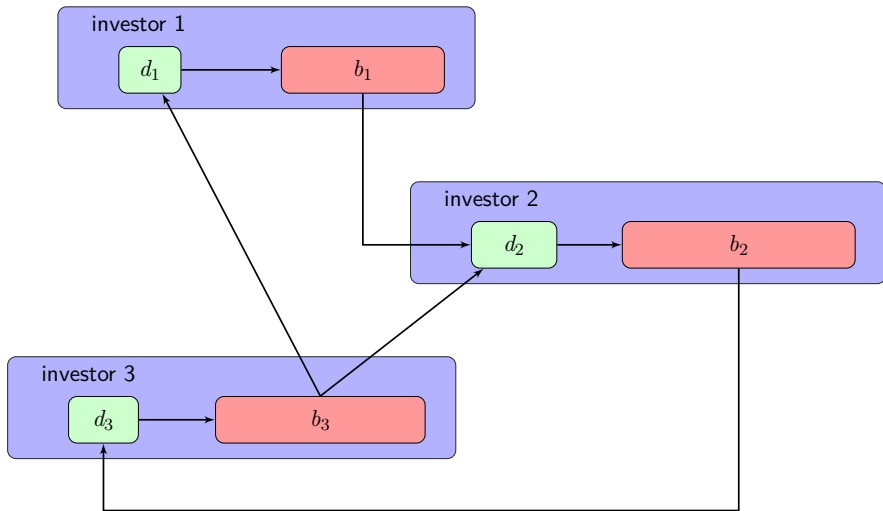 investor 1
d₁
b₁
investor 2
d₂
b₂
investor 3
d₃
b₃